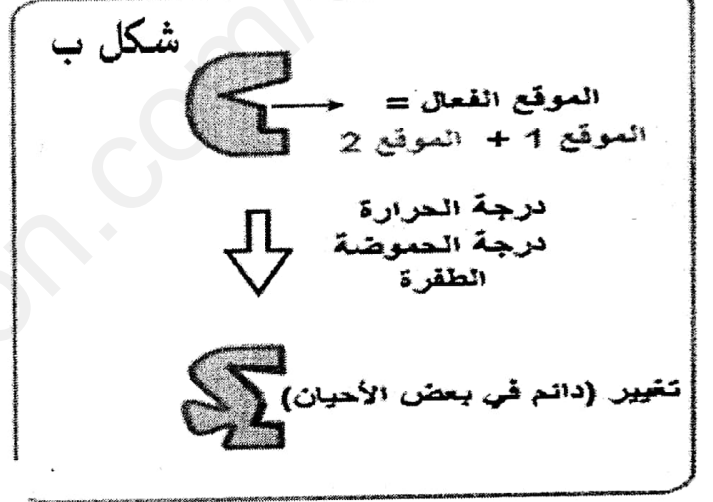 شكل ب
الموقع الفعال =
الموقع 1 + الموقع 2
درجة الحرارة
درجة الحموضة
الطفرة
تغيير (دائم في بعض الأحيان)